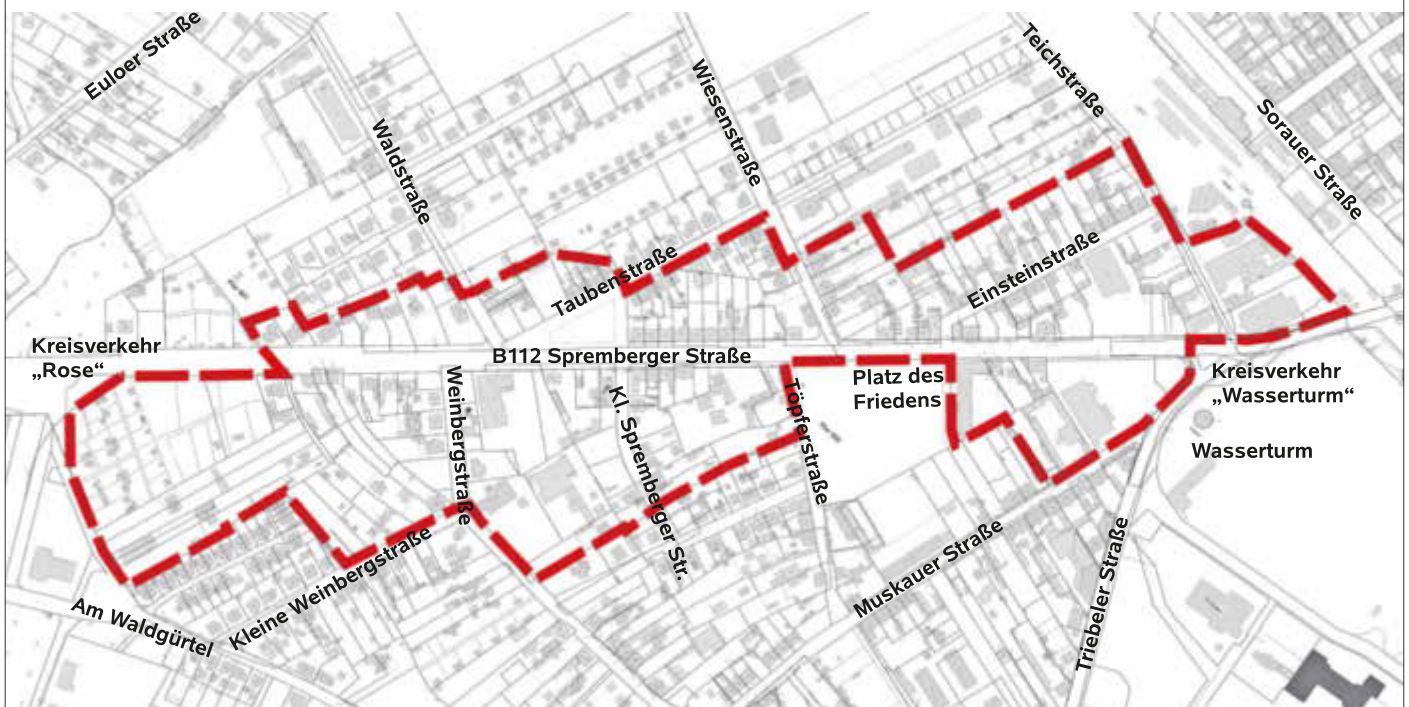 Euloer Straße
Waldstraße
Wiesenstraße
Teichstraße
Sorauer Straße
Taubenstraße
Einsteinstraße
Kreisverkehr
„Rose“
B112 Spremberger Straße
Weinbergstraße
Kl. Spremberger Str.
Töpferstraße
Platz des
Friedens
Kreisverkehr
„Wasserturm“
Wasserturm
Am Waldgürtel
Kleine Weinbergstraße
Muskauer Straße
Triebeler Straße